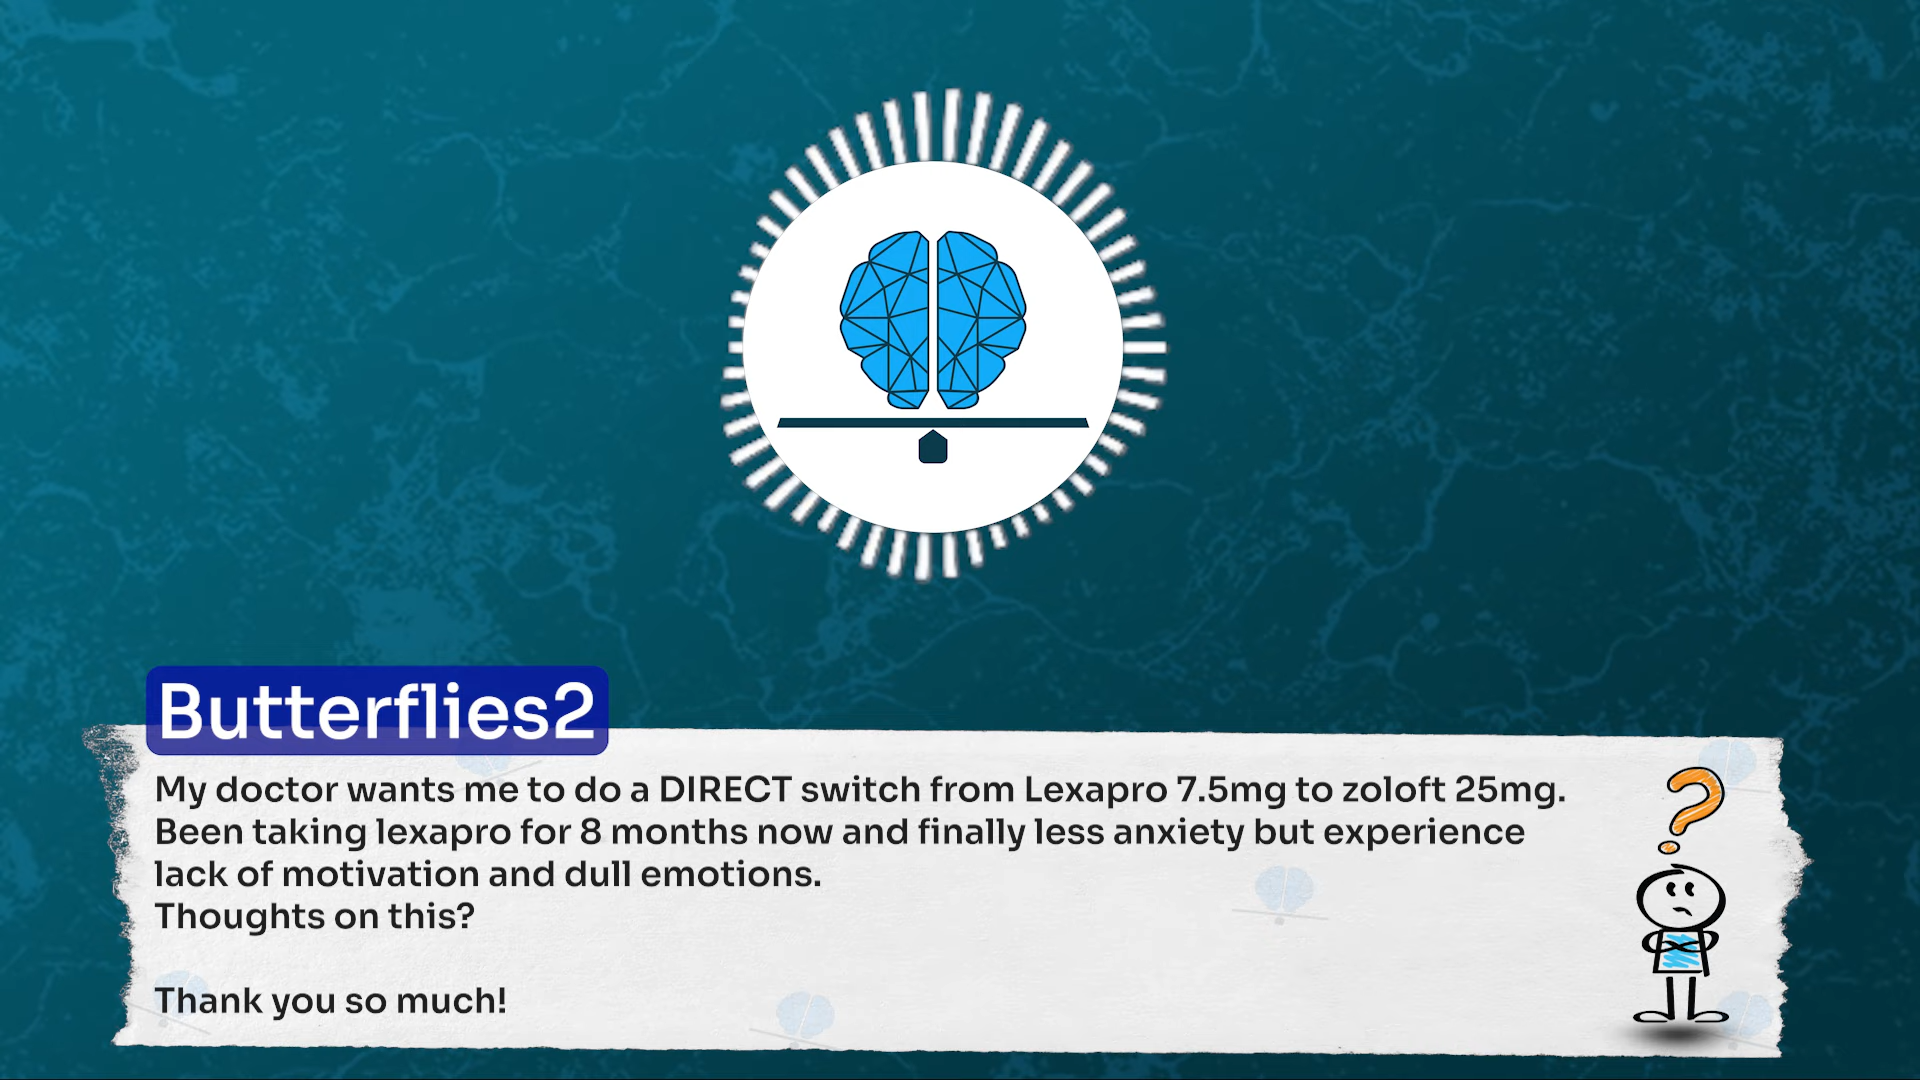 Butterflies2
My doctor wants me to do a DIRECT switch from Lexapro 7.5mg to zoloft 25mg.
Been taking lexapro for 8 months now and finally less anxiety but experience
lack of motivation and dull emotions.
Thoughts on this?
Thank you so much!